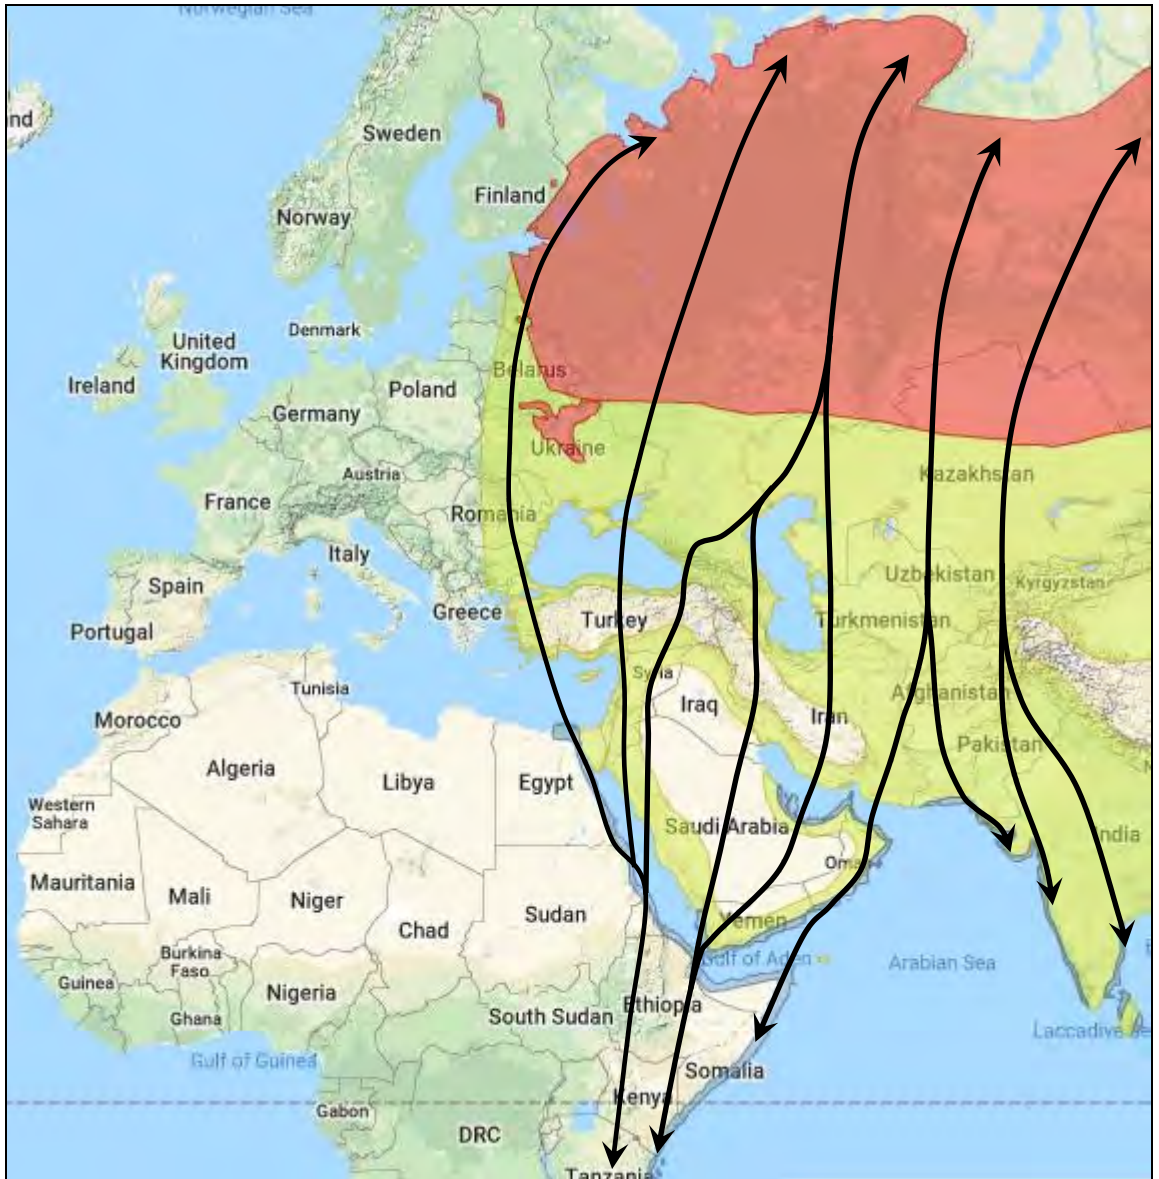 Norwegian Sea
nd
Sweden
Finland
Norway
Denmark
United
Kingdom
Ireland
Belarus
Poland
Germany
Ukraine
Austria
Kazakhstan
France
Romania
Italy
Uzbekistan
Kyrgyzstan
Spain
Greece
Turkey
Turkmenistan
Portugal
Syria
Tunisia
Afghanistan
Iraq
Iran
Morocco
Pakistan
Algeria
Libya
Egypt
Western
Sahara
Saudi Arabia
India
Oman
Mauritania
Mali
Niger
Sudan
Chad
Yemen
Burkina
Faso
Gulf of Aden
Arabian Sea
Guinea
Nigeria
Ethiopia
Ghana
South Sudan
Laccadive Se
Gulf of Guinea
Somalia
Kenya
Gabon
DRC
Tanzania